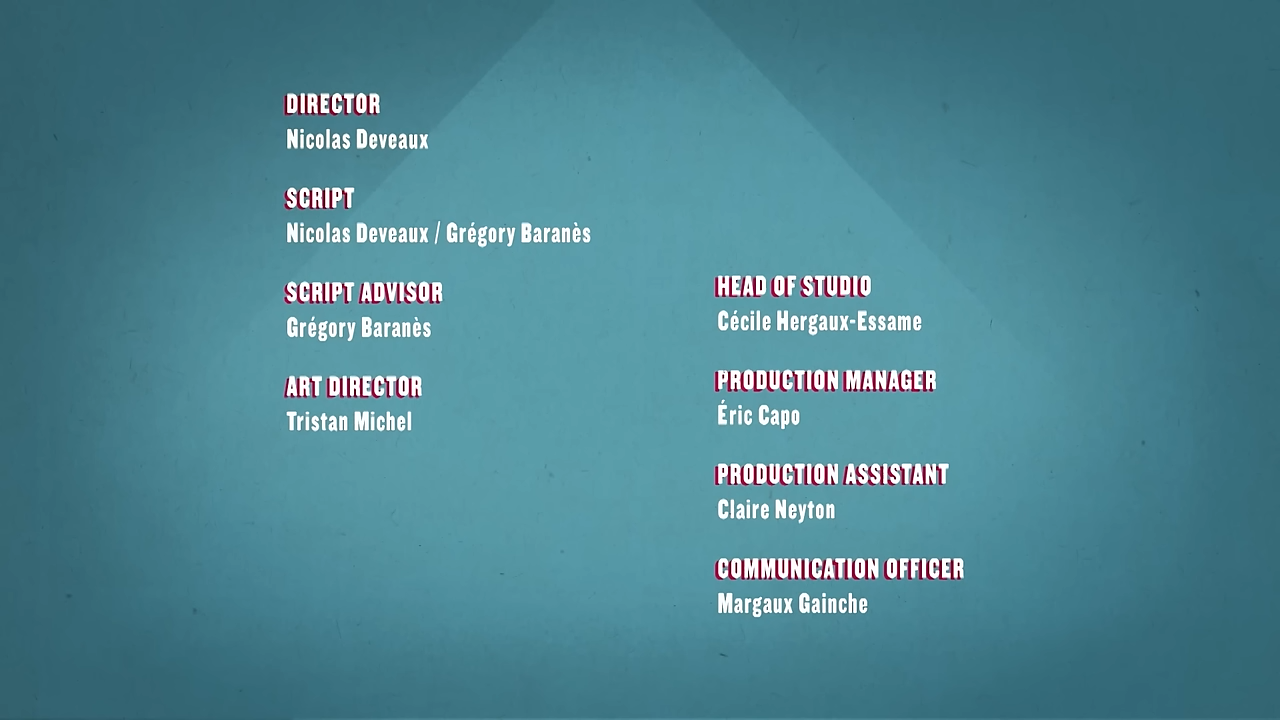 DIRECTOR
Nicolas Deveaux
SCRIPT
Nicolas Deveaux / Grégory Baranès
SCRIPT ADVISOR
Grégory Baranès
ART DIRECTOR
Tristan Michel
HEAD OF STUDIO
Cécile Hergaux-Essame
PRODUCTION MANAGER
Éric Capo
PRODUCTION ASSISTANT
Claire Neyton
COMMUNICATION OFFICER
Margaux Gainche